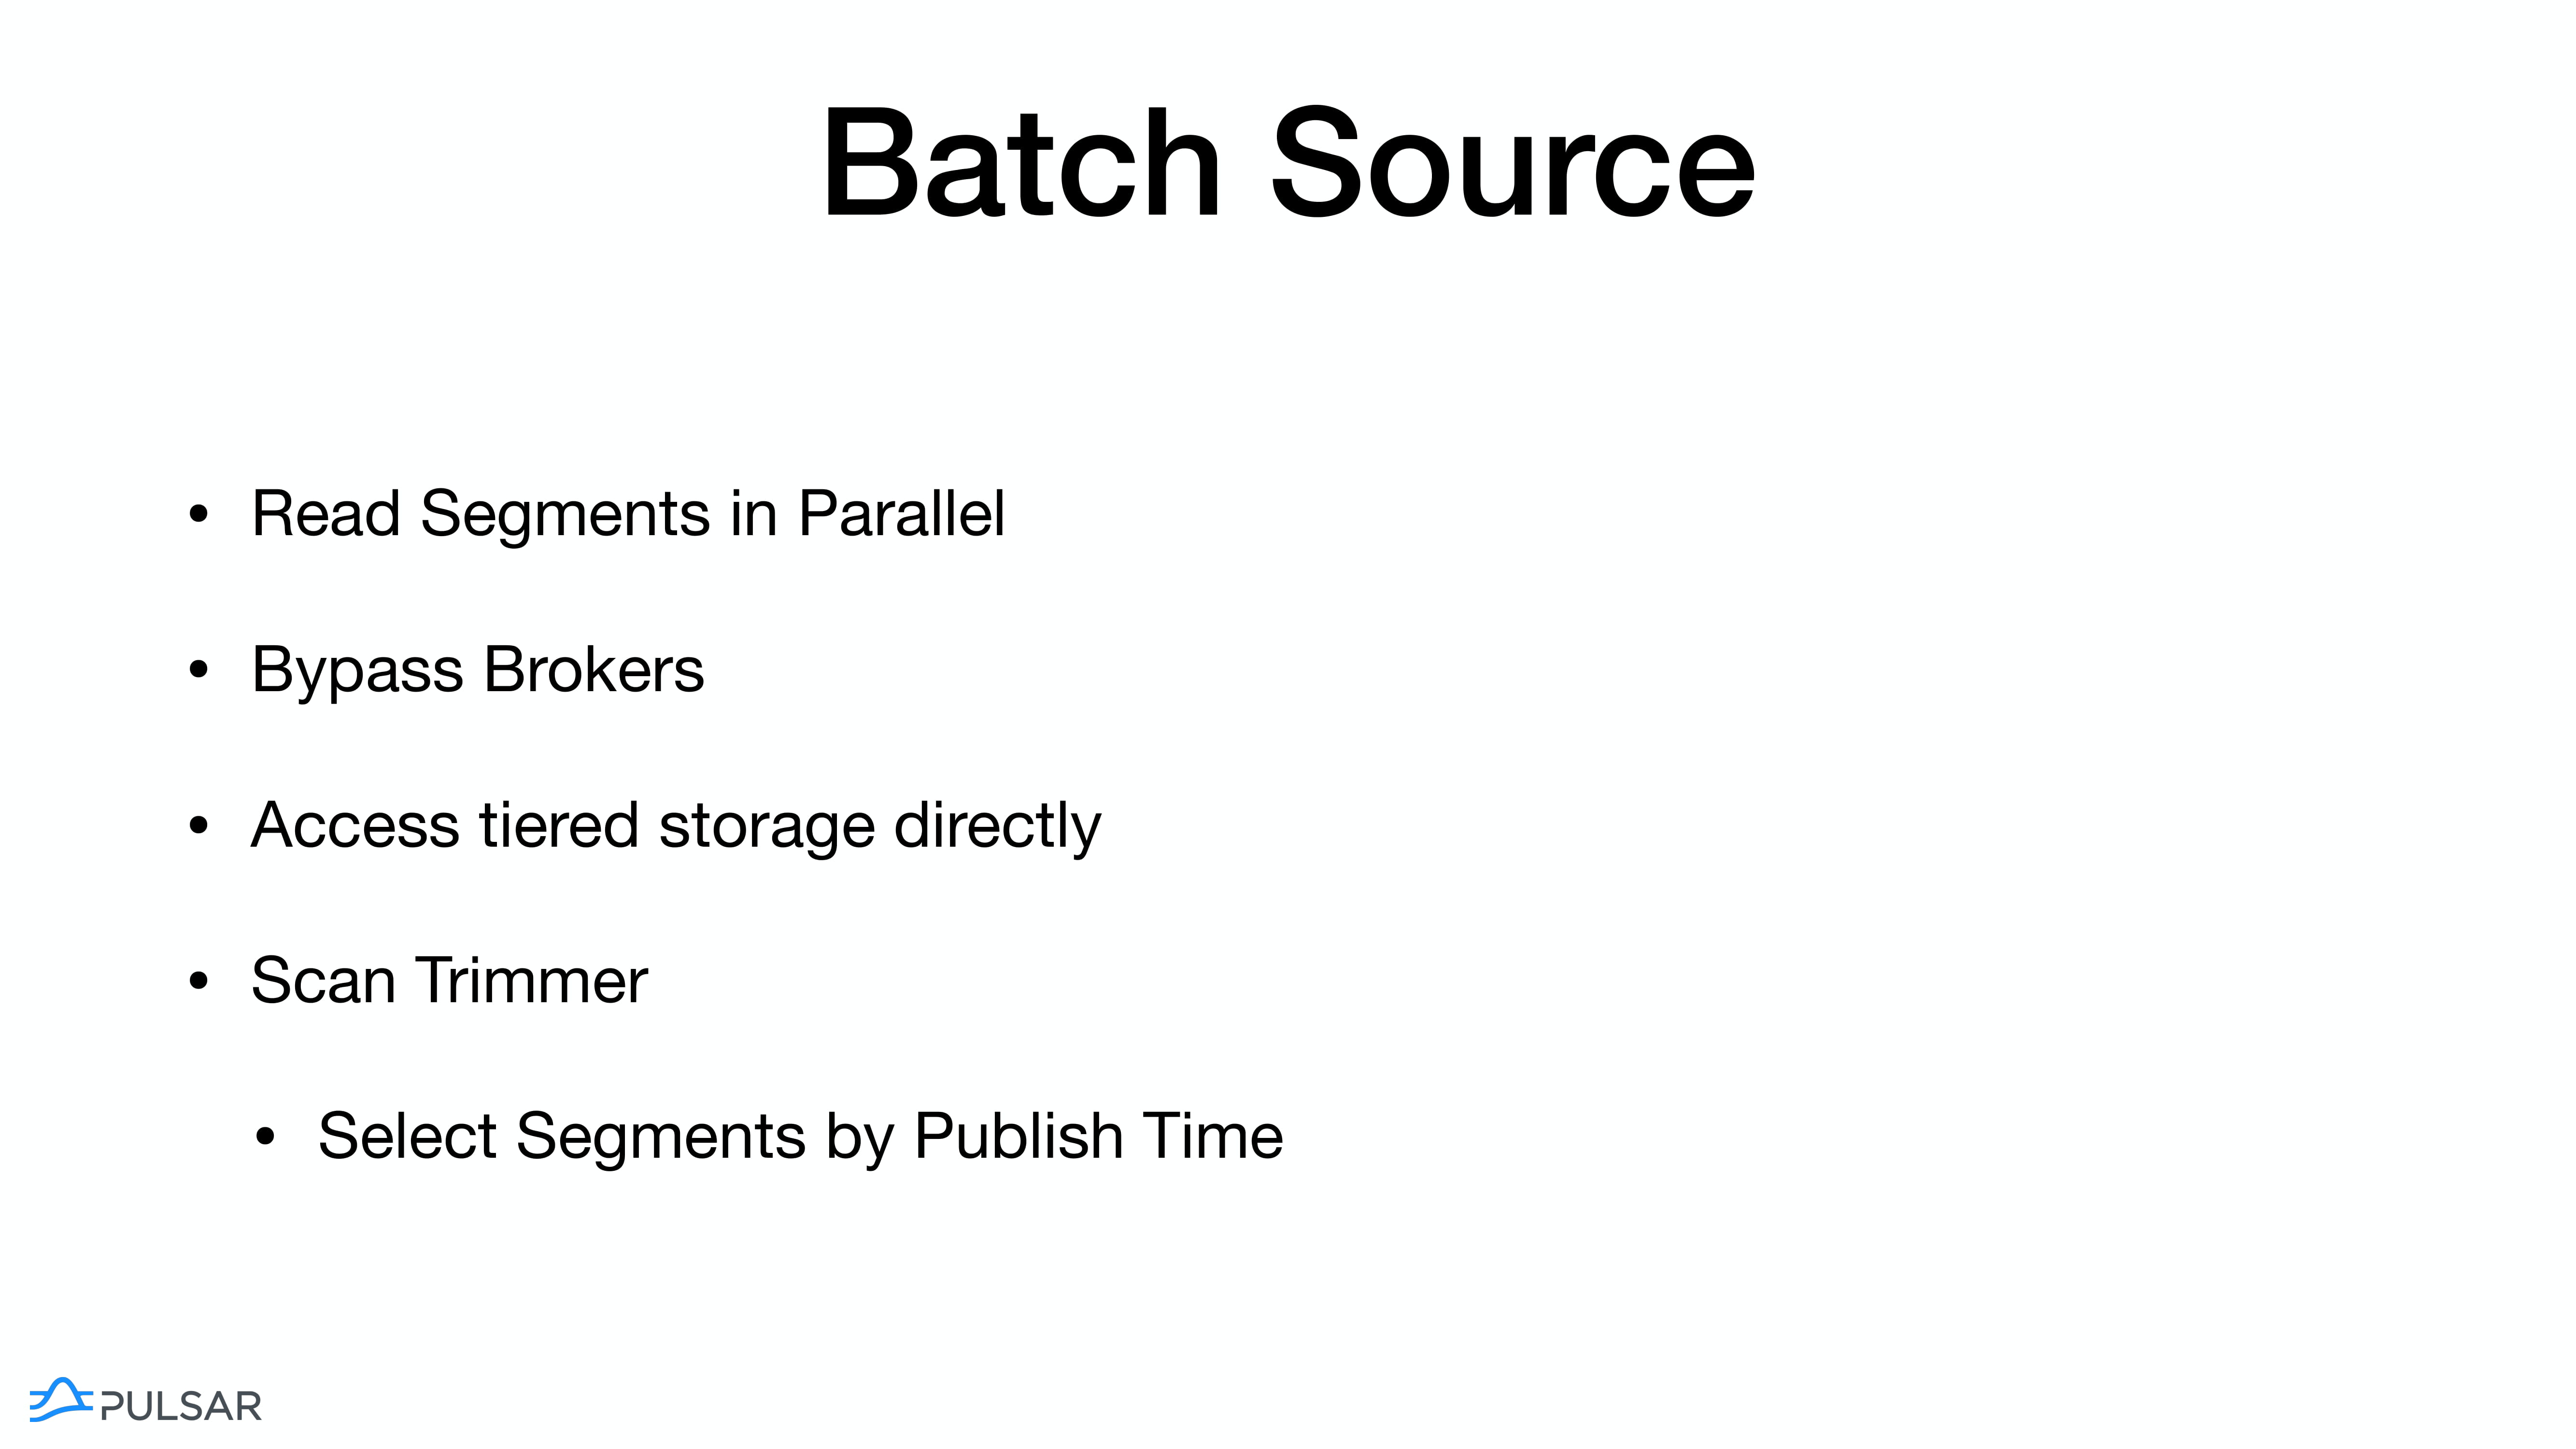 Batch Source
• Read Segments in Parallel
• Bypass Brokers
• Access tiered storage directly
• Scan Trimmer
• Select Segments by Publish Time
PULSAR